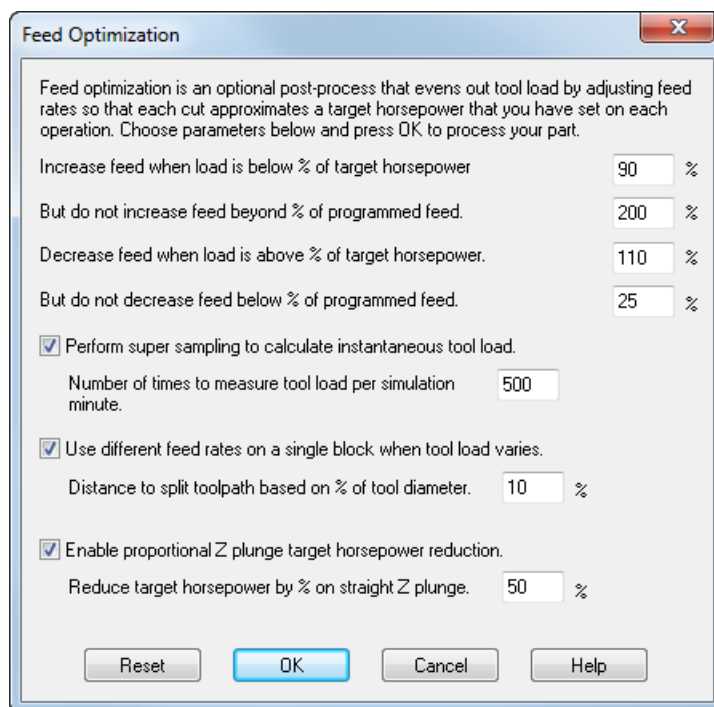 Feed Optimization
Feed optimization is an optional post-process that evens out tool load by adjusting feed
rates so that each cut approximates a target horsepower that you have set on each
operation. Choose parameters below and press OK to process your part.
Increase feed when load is below % of target horsepower 90 %
But do not increase feed beyond % of programmed feed. 200 %
Decrease feed when load is above % of target horsepower. 110 %
But do not decrease feed below % of programmed feed. 25 %
Perform super sampling to calculate instantaneous tool load.
Number of times to measure tool load per simulation 500
minute.
Use different feed rates on a single block when tool load varies.
Distance to split toolpath based on % of tool diameter. 10 %
Enable proportional Z plunge target horsepower reduction.
Reduce target horsepower by % on straight Z plunge. 50 %
Reset OK Cancel Help